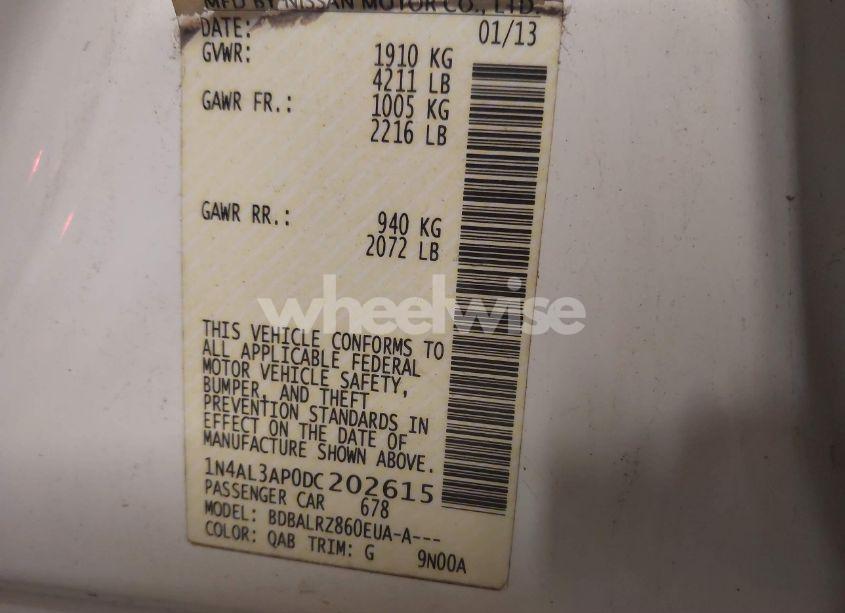 MFD BY NISSAN MOTOR CO., LTD.
DATE: 01/13
GVWR: 1910 KG
4211 LB
GAWR FR.: 1005 KG
2216 LB
GAWR RR.: 940 KG
2072 LB
wheelwise
THIS VEHICLE CONFORMS TO
ALL APPLICABLE FEDERAL
MOTOR VEHICLE SAFETY,
BUMPER, AND THEFT
PREVENTION STANDARDS IN
EFFECT ON THE DATE OF
MANUFACTURE SHOWN ABOVE.
1N4AL3AP0DC202615
PASSENGER CAR 678
MODEL: BDBALRZ860EUA-A---
COLOR: QAB TRIM: G 9N00A